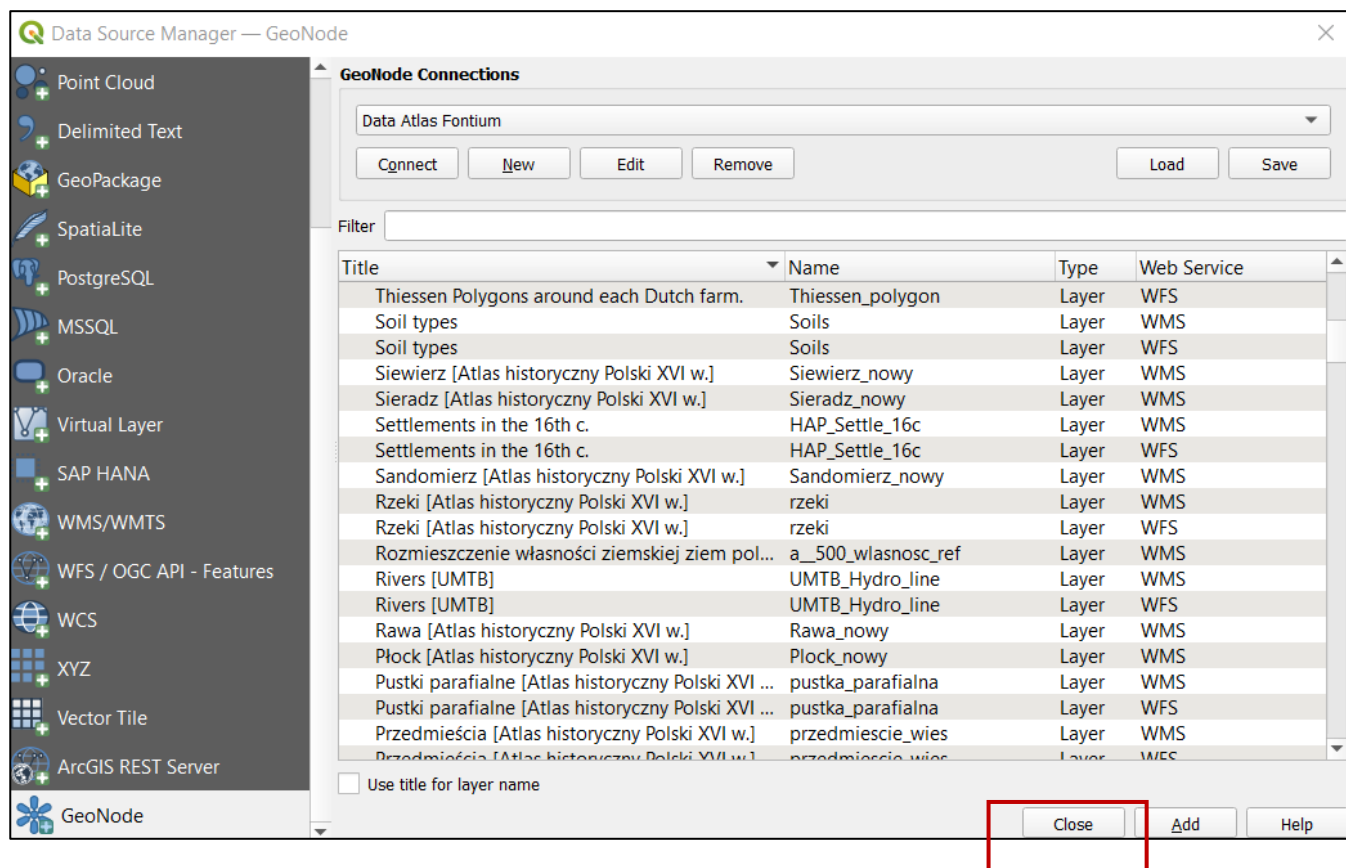 Data Source Manager — GeoNode
Point Cloud
Delimited Text
GeoPackage
SpatiaLite
PostgreSQL
MSSQL
Oracle
Virtual Layer
SAP HANA
WMS/WMTS
WFS / OGC API - Features
WCS
XYZ
Vector Tile
ArcGIS REST Server
GeoNode
GeoNode Connections
Data Atlas Fontium
Connect New Edit Remove Load Save
Filter
Title Name Type Web Service
Thiessen Polygons around each Dutch farm. Thiessen_polygon Layer WFS
Soil types Soils Layer WMS
Soil types Soils Layer WFS
Siewierz [Atlas historyczny Polski XVI w.] Siewierz_nowy Layer WMS
Sieradz [Atlas historyczny Polski XVI w.] Sieradz_nowy Layer WMS
Settlements in the 16th c. HAP_Settle_16c Layer WMS
Settlements in the 16th c. HAP_Settle_16c Layer WFS
Sandomierz [Atlas historyczny Polski XVI w.] Sandomierz_nowy Layer WMS
Rzeki [Atlas historyczny Polski XVI w.] rzeki Layer WMS
Rzeki [Atlas historyczny Polski XVI w.] rzeki Layer WFS
Rozmieszczenie własności ziemskiej ziem pol... a__500_wlasnosc_ref Layer WMS
Rivers [UMTB] UMTB_Hydro_line Layer WMS
Rivers [UMTB] UMTB_Hydro_line Layer WFS
Rawa [Atlas historyczny Polski XVI w.] Rawa_nowy Layer WMS
Płock [Atlas historyczny Polski XVI w.] Plock_nowy Layer WMS
Pustki parafialne [Atlas historyczny Polski XVI ... pustka_parafialna Layer WMS
Pustki parafialne [Atlas historyczny Polski XVI ... pustka_parafialna Layer WFS
Przedmieścia [Atlas historyczny Polski XVI w.] przedmiescie_wies Layer WMS
Przedmieścia [Atlas historyczny Polski XVI w.] przedmiescie_wies Layer WFS
Use title for layer name
Close Add Help